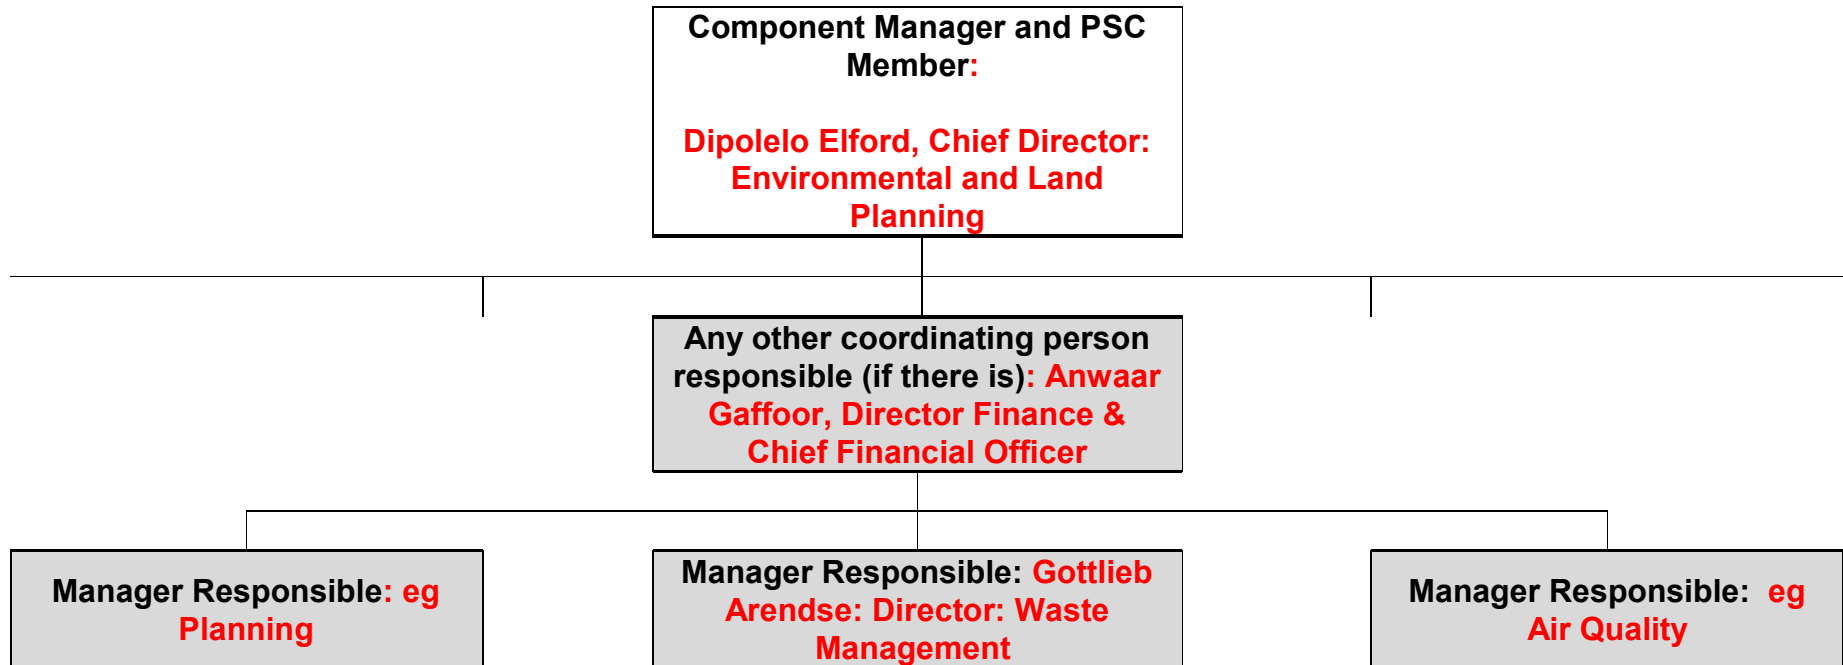 Component Manager and PSC
Member:
Dipolelo Elford, Chief Director:
Environmental and Land
Planning
Any other coordinating person
responsible (if there is): Anwaar
Gaffoor, Director Finance &
Chief Financial Officer
Manager Responsible: eg
Planning
Manager Responsible: Gottlieb
Arendse: Director: Waste
Management
Manager Responsible:  eg
Air Quality